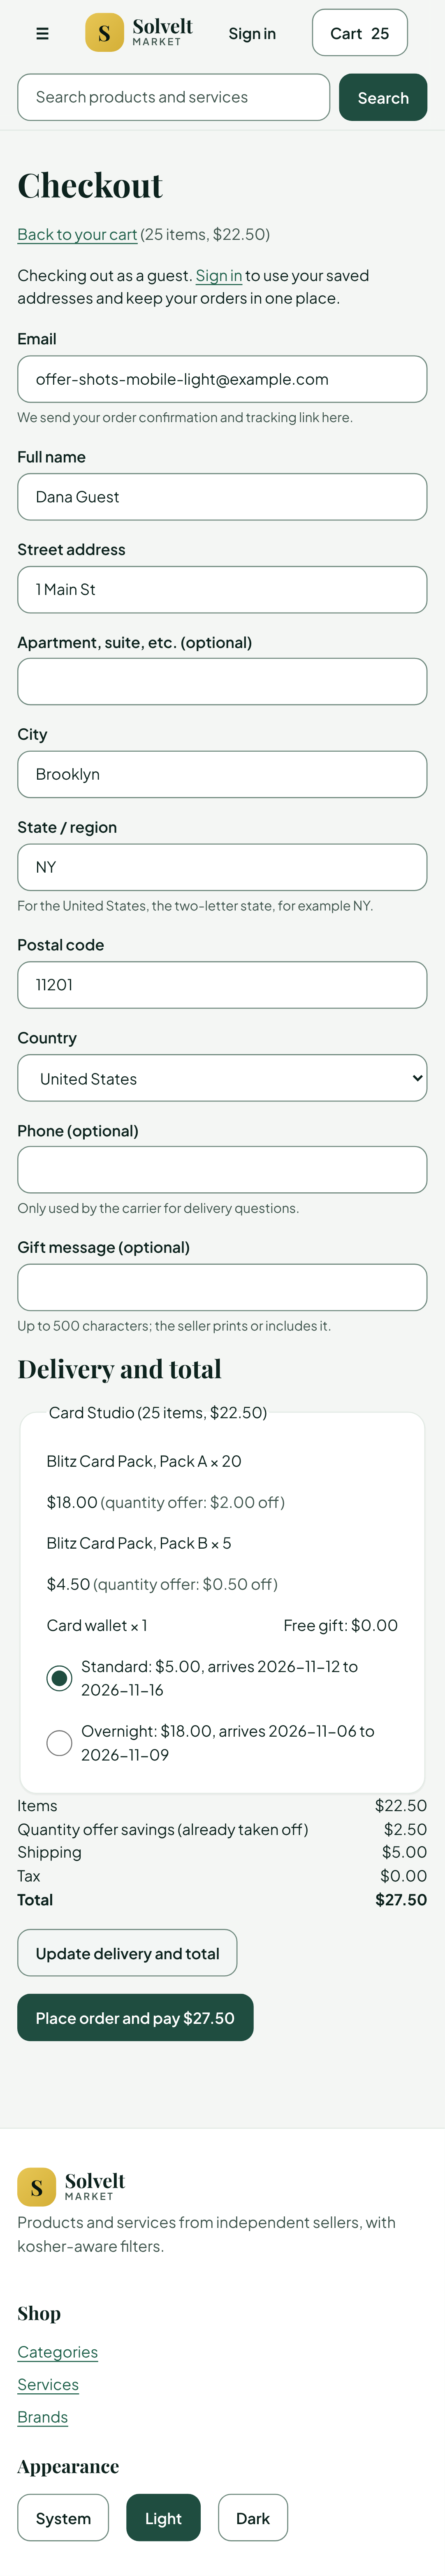 ☰
S
Solvelt
MARKET
Sign in
Cart 25
Search products and services
Search
Checkout
Back to your cart (25 items, $22.50)
Checking out as a guest. Sign in to use your saved
addresses and keep your orders in one place.
Email
offer-shots-mobile-light@example.com
We send your order confirmation and tracking link here.
Full name
Dana Guest
Street address
1 Main St
Apartment, suite, etc. (optional)
City
Brooklyn
State / region
NY
For the United States, the two-letter state, for example NY.
Postal code
11201
Country
United States
Phone (optional)
Only used by the carrier for delivery questions.
Gift message (optional)
Up to 500 characters; the seller prints or includes it.
Delivery and total
Card Studio (25 items, $22.50)
Blitz Card Pack, Pack A × 20
$18.00 (quantity offer: $2.00 off)
Blitz Card Pack, Pack B × 5
$4.50 (quantity offer: $0.50 off)
Card wallet × 1 Free gift: $0.00
Standard: $5.00, arrives 2026-11-12 to
2026-11-16
Overnight: $18.00, arrives 2026-11-06 to
2026-11-09
Items $22.50
Quantity offer savings (already taken off) $2.50
Shipping $5.00
Tax $0.00
Total $27.50
Update delivery and total
Place order and pay $27.50
S
Solvelt
MARKET
Products and services from independent sellers, with
kosher-aware filters.
Shop
Categories
Services
Brands
Appearance
System Light Dark